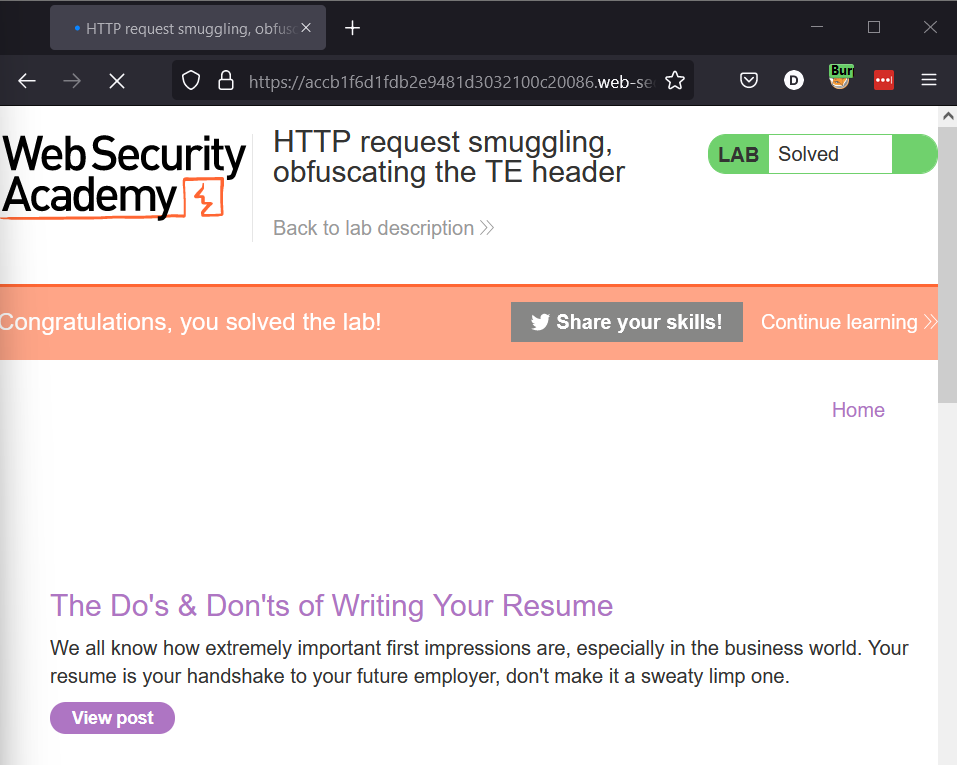 HTTP request smuggling, obfusc
https://accb1f6d1fdb2e9481d3032100c20086.web-se
Bur
Web Security
Academy
HTTP request smuggling,
obfuscating the TE header
Back to lab description
LAB Solved
Congratulations, you solved the lab!
Share your skills!
Continue learning
Home
The Do's & Don'ts of Writing Your Resume
We all know how extremely important first impressions are, especially in the business world. Your
resume is your handshake to your future employer, don't make it a sweaty limp one.
View post